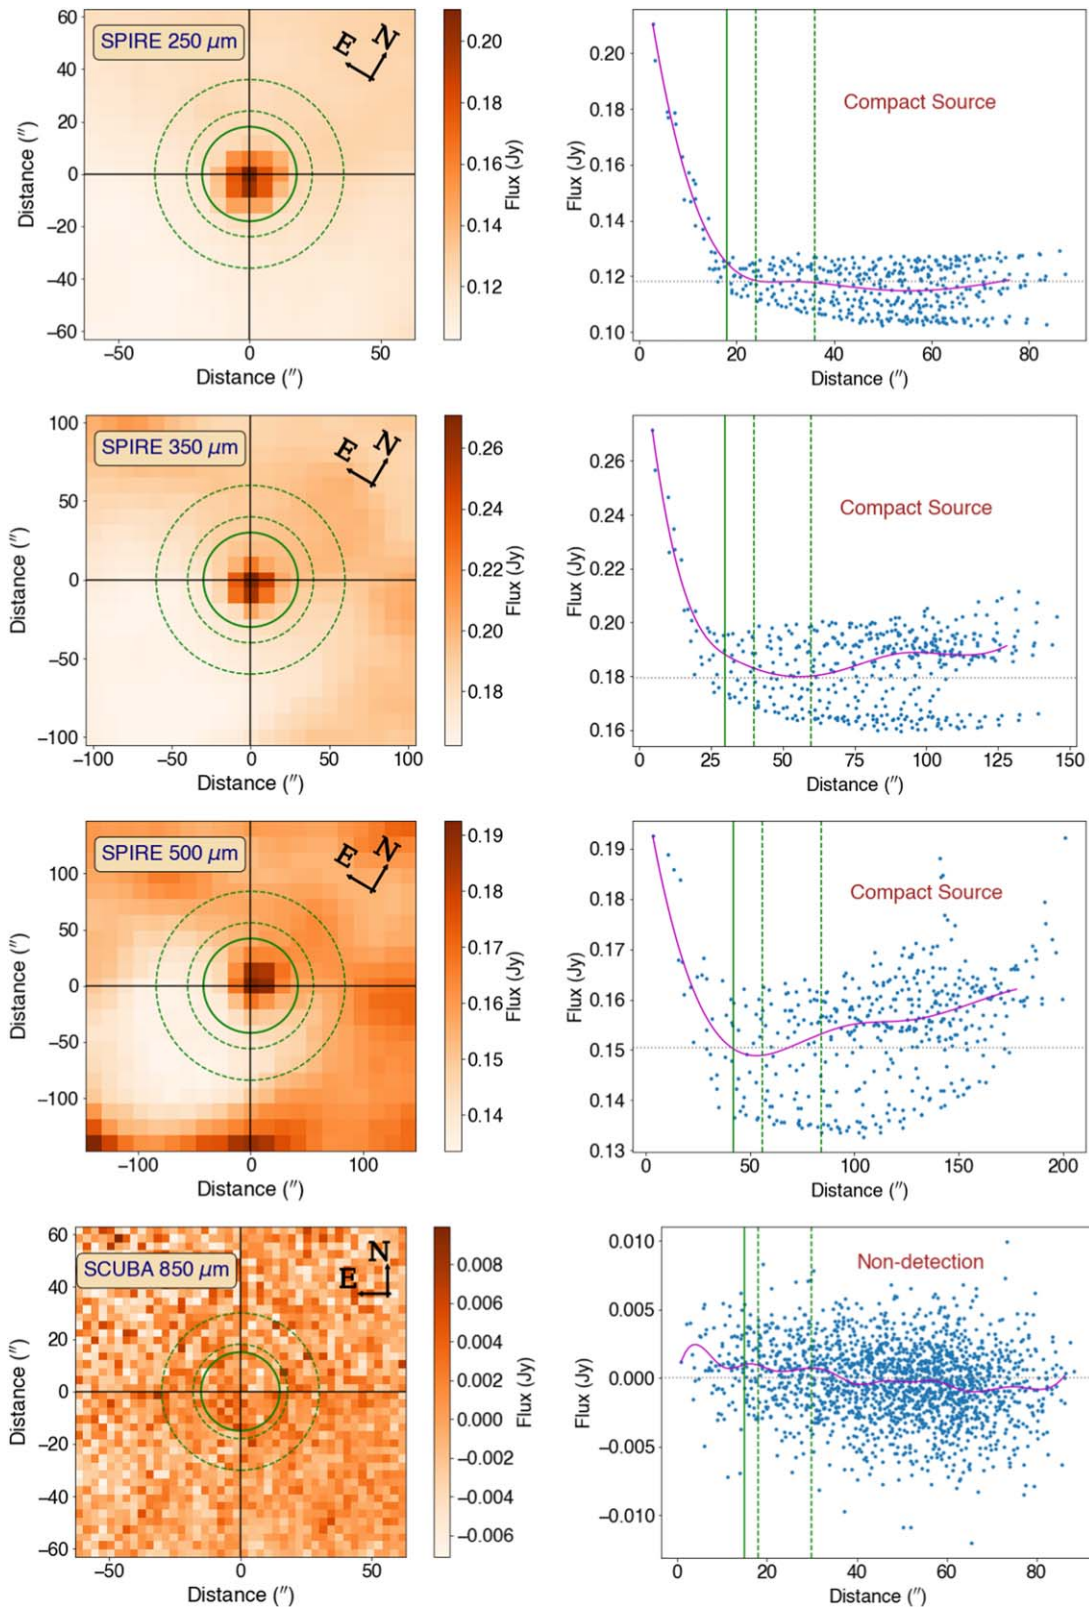 SPIRE 250 μm
E N
60
40
20
0
−20
−40
−60
−50 0 50
Distance (″)
Distance (″)
0.20
0.18
0.16
0.14
0.12
Flux (Jy)
Compact Source
0.20
0.18
0.16
0.14
0.12
0.10
0 20 40 60 80
Distance (″)
Flux (Jy)
SPIRE 350 μm
E N
100
50
0
−50
−100
−100 −50 0 50 100
Distance (″)
Distance (″)
0.26
0.24
0.22
0.20
0.18
Flux (Jy)
Compact Source
0.26
0.24
0.22
0.20
0.18
0.16
0 25 50 75 100 125 150
Distance (″)
Flux (Jy)
SPIRE 500 μm
E N
100
50
0
−50
−100
−100 0 100
Distance (″)
Distance (″)
0.19
0.18
0.17
0.16
0.15
0.14
Flux (Jy)
Compact Source
0.19
0.18
0.17
0.16
0.15
0.14
0.13
0 50 100 150 200
Distance (″)
Flux (Jy)
SCUBA 850 μm
E N
60
40
20
0
−20
−40
−60
−50 0 50
Distance (″)
Distance (″)
0.008
0.006
0.004
0.002
0.000
−0.002
−0.004
−0.006
Flux (Jy)
Non-detection
0.010
0.005
0.000
−0.005
−0.010
0 20 40 60 80
Distance (″)
Flux (Jy)